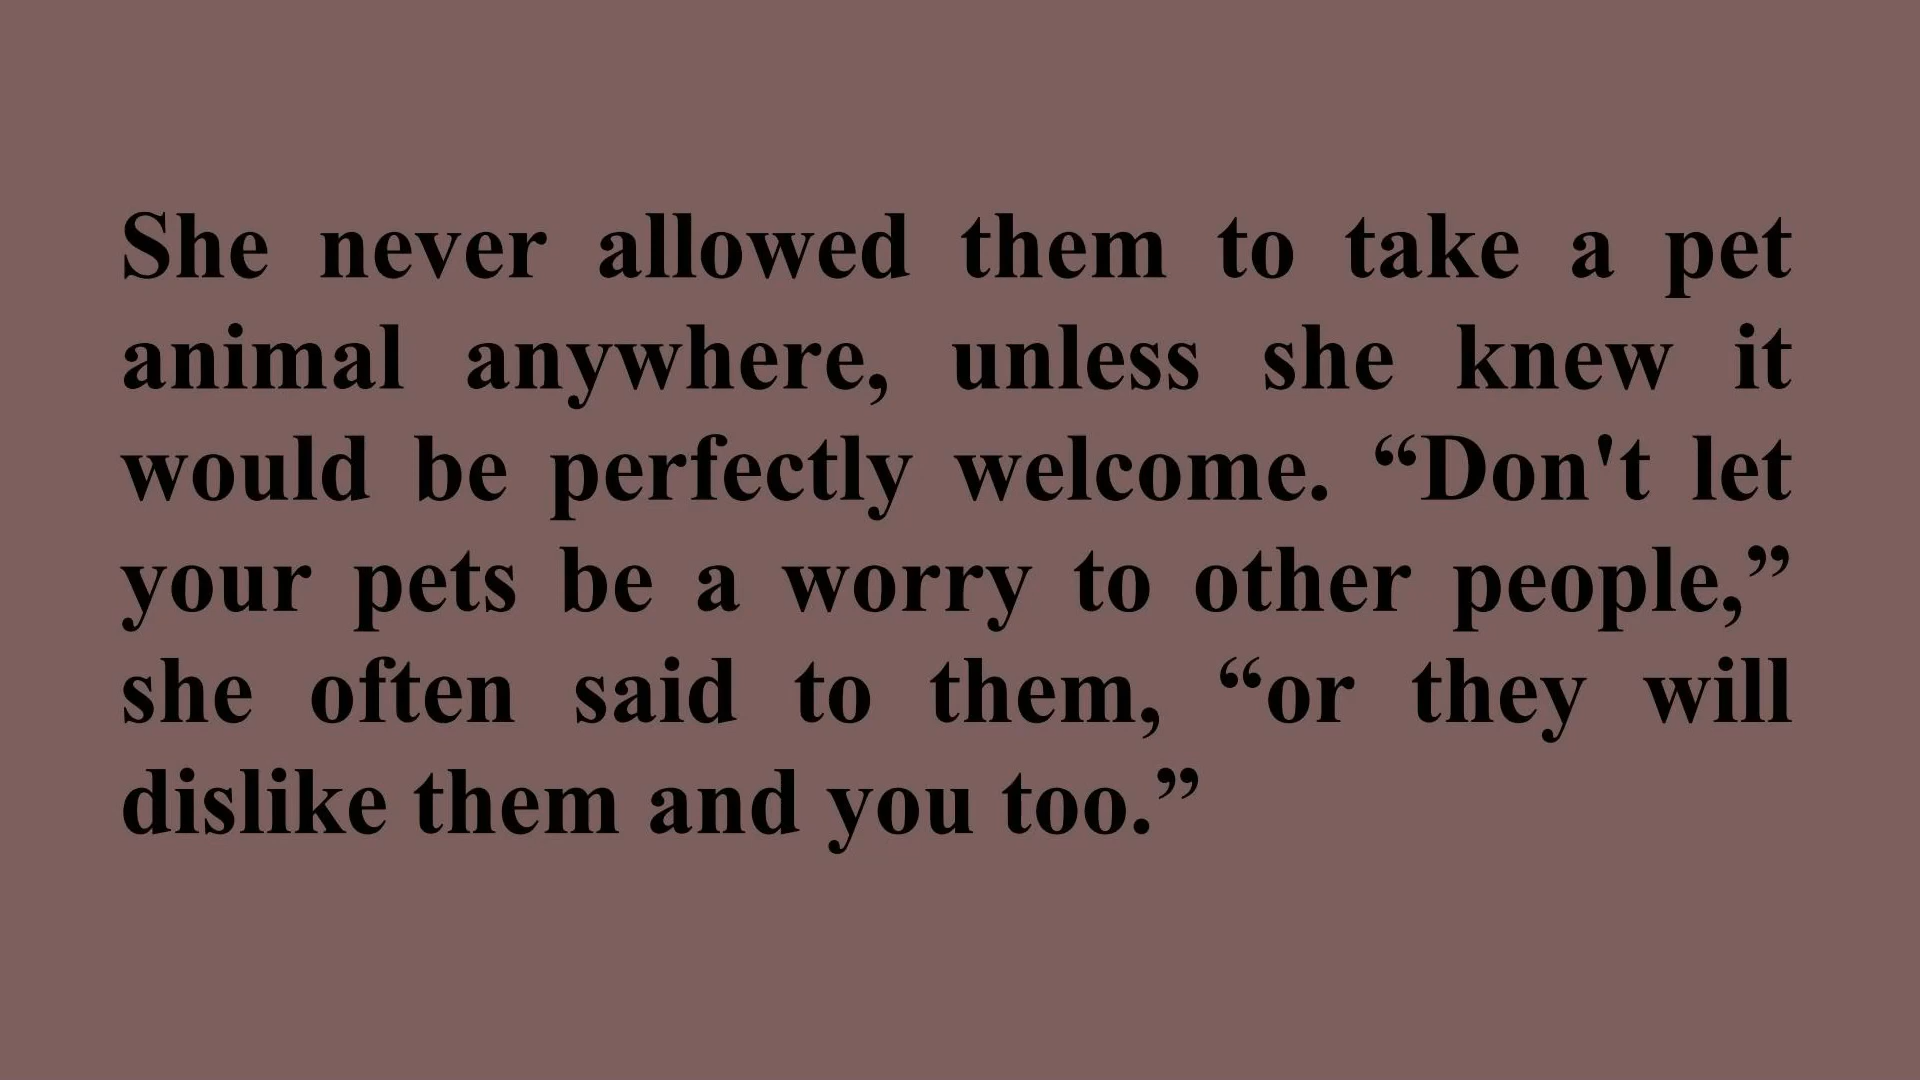 She never allowed them to take a pet
animal anywhere, unless she knew it
would be perfectly welcome. “Don't let
your pets be a worry to other people,”
she often said to them, “or they will
dislike them and you too.”